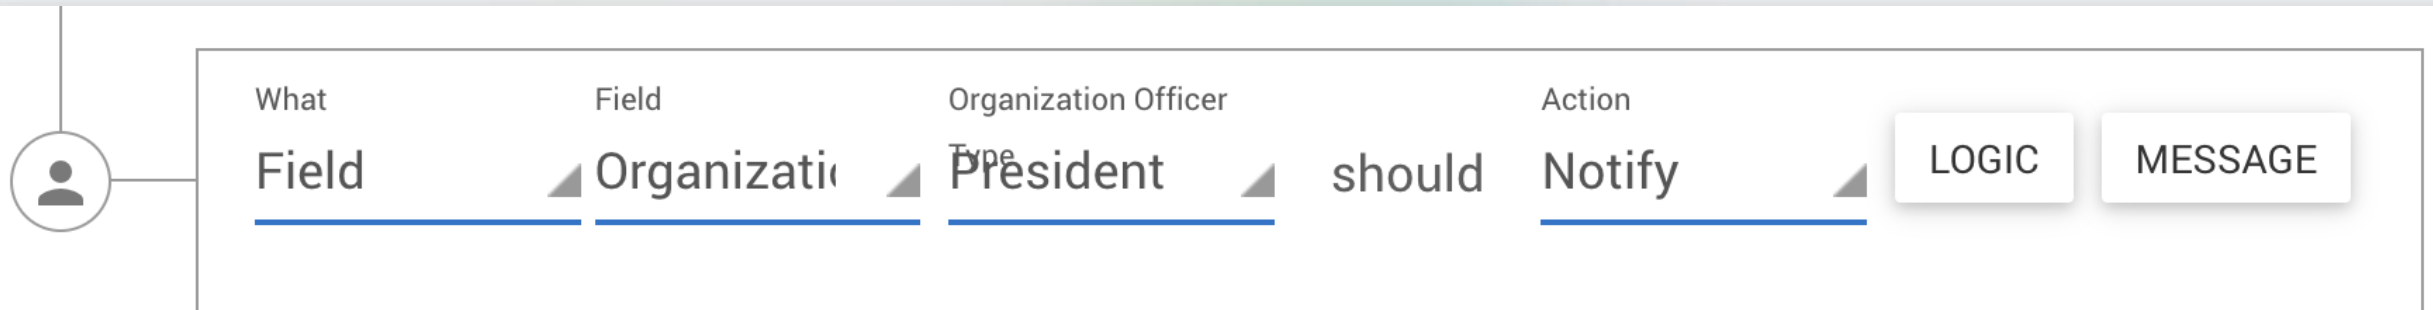 What
Field
Organization Officer
Type
Action
Field
Organizati
President
should
Notify
LOGIC
MESSAGE